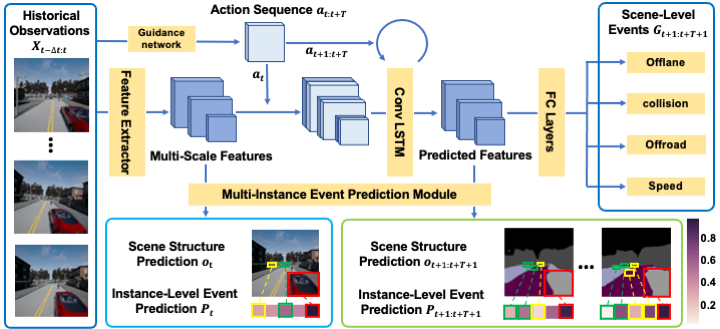 Historical
Observations
X_{t−Δt:t}
Guidance
network
Action Sequence a_{t:t+T}
a_{t+1:t+T}
a_t
Feature Extractor
Multi-Scale Features
Conv LSTM
Predicted Features
FC Layers
Scene-Level
Events G_{t+1:t+T+1}
Offlane
collision
Offroad
Speed
Multi-Instance Event Prediction Module
Scene Structure
Prediction o_t
Instance-Level Event
Prediction P_t
Scene Structure
Prediction o_{t+1:t+T+1}
Instance-Level Event
Prediction P_{t+1:t+T+1}
0.8
0.6
0.4
0.2